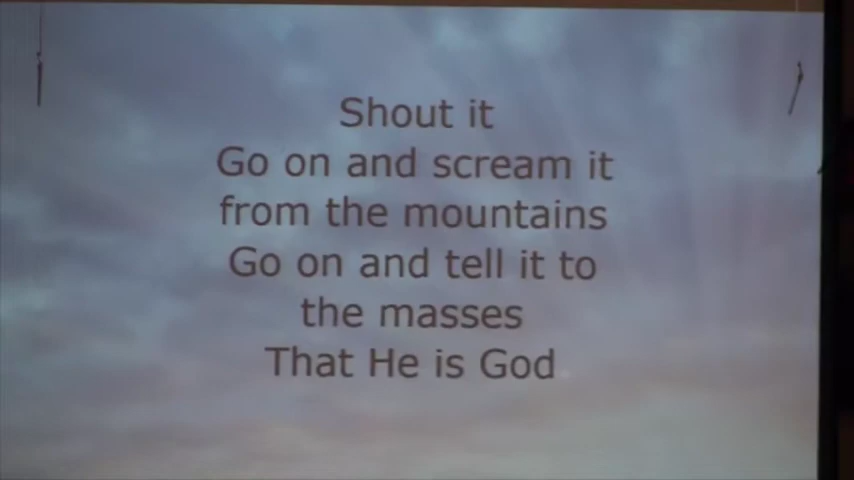 Shout it
Go on and scream it
from the mountains
Go on and tell it to
the masses
That He is God